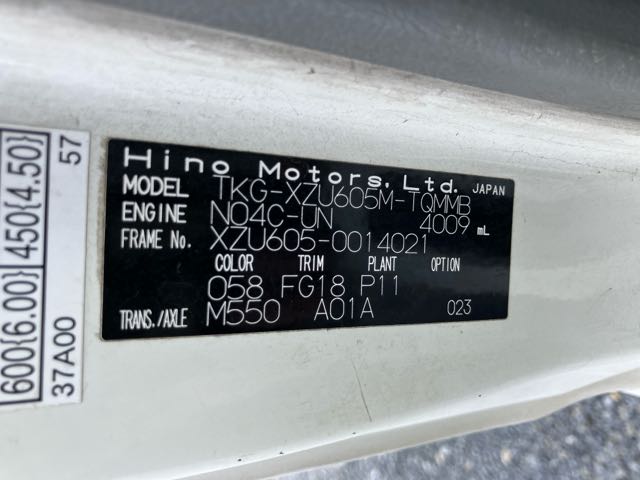 Hino Motors, Ltd. JAPAN
MODEL TKG-XZU605M-TQMMB
ENGINE N04C-UN 4009 mL
FRAME No. XZU605-0014021
COLOR TRIM PLANT OPTION
058 FG18 P11
TRANS./AXLE M550 A01A 023
600{6.00} 450{4.50}
37A00 57